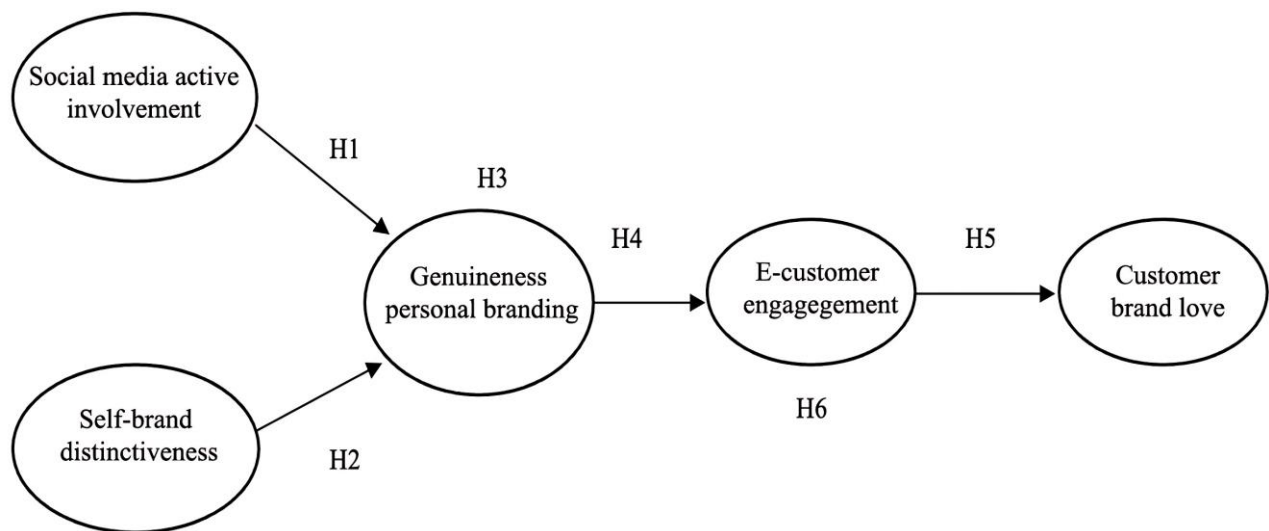 Social media active
involvement
H1
H3
Genuineness
personal branding
H4
E-customer
engagegement
H5
Customer
brand love
H6
Self-brand
distinctiveness
H2